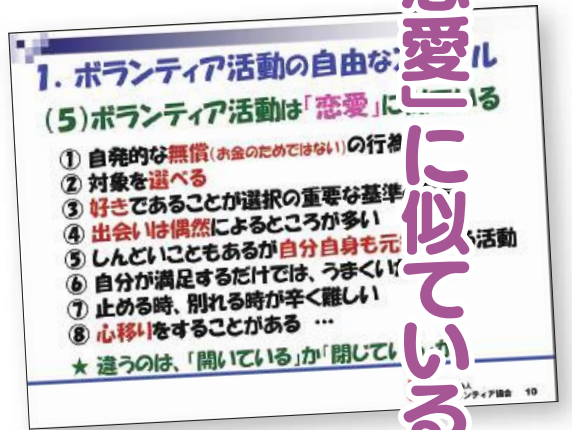 1. ボランティア活動の自由な
ル
(5)ボランティア活動は「恋愛」に
いる
① 自発的な無償(お金のためではない)の行為
② 対象を選べる
③ 好きであることが選択の重要な基準
④ 出会いは偶然によるところが多い
⑤ しんどいこともあるが自分自身も元
活動
⑥ 自分が満足するだけでは、うまくい
⑦ 止める時、別れる時が辛く難しい
⑧ 心移りをすることがある …
★ 違うのは、「開いている」か「閉じてい
ンティア協会 10
愛」に似ている